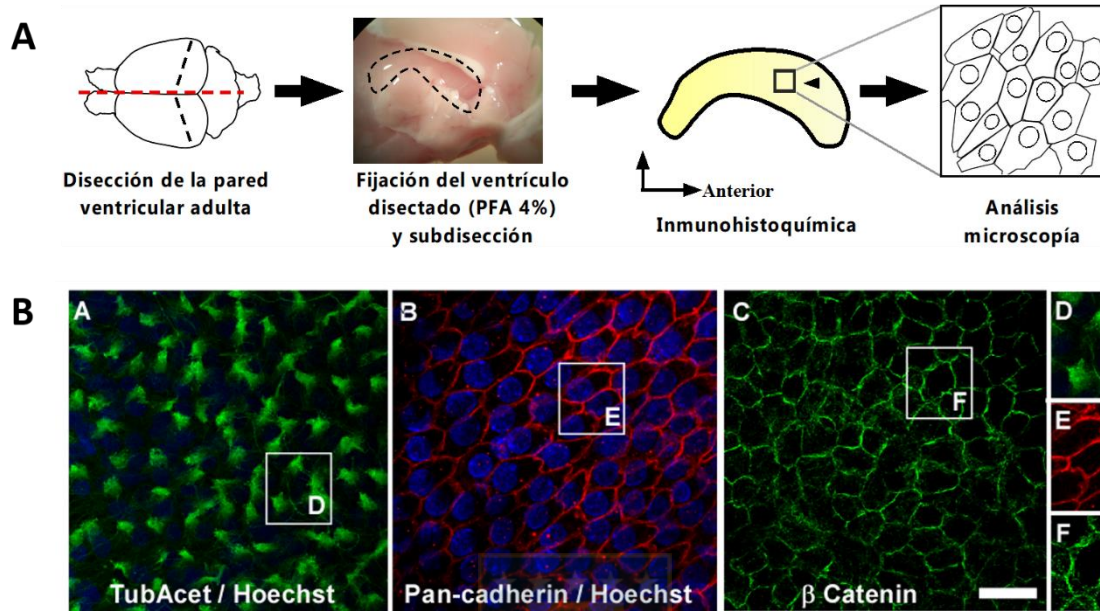 A
Disección de la pared
ventricular adulta
Fijación del ventrículo
disectado (PFA 4%)
y subdisección
Anterior
Inmunohistoquímica
Análisis
microscopía
B
A
D
TubAcet / Hoechst
B
E
Pan-cadherin / Hoechst
C
F
β Catenin
D
E
F